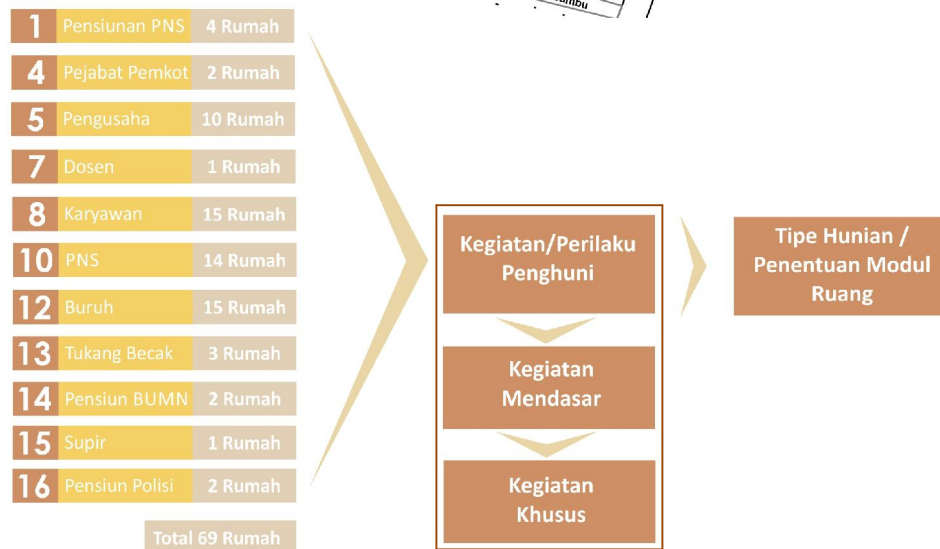 1 Pensiunan PNS 4 Rumah
4 Pejabat Pemkot 2 Rumah
5 Pengusaha 10 Rumah
7 Dosen 1 Rumah
8 Karyawan 15 Rumah
10 PNS 14 Rumah
12 Buruh 15 Rumah
13 Tukang Becak 3 Rumah
14 Pensiun BUMN 2 Rumah
15 Supir 1 Rumah
16 Pensiun Polisi 2 Rumah
Total 69 Rumah
Kegiatan/Perilaku
Penghuni
Kegiatan
Mendasar
Kegiatan
Khusus
Tipe Hunian /
Penentuan Modul
Ruang